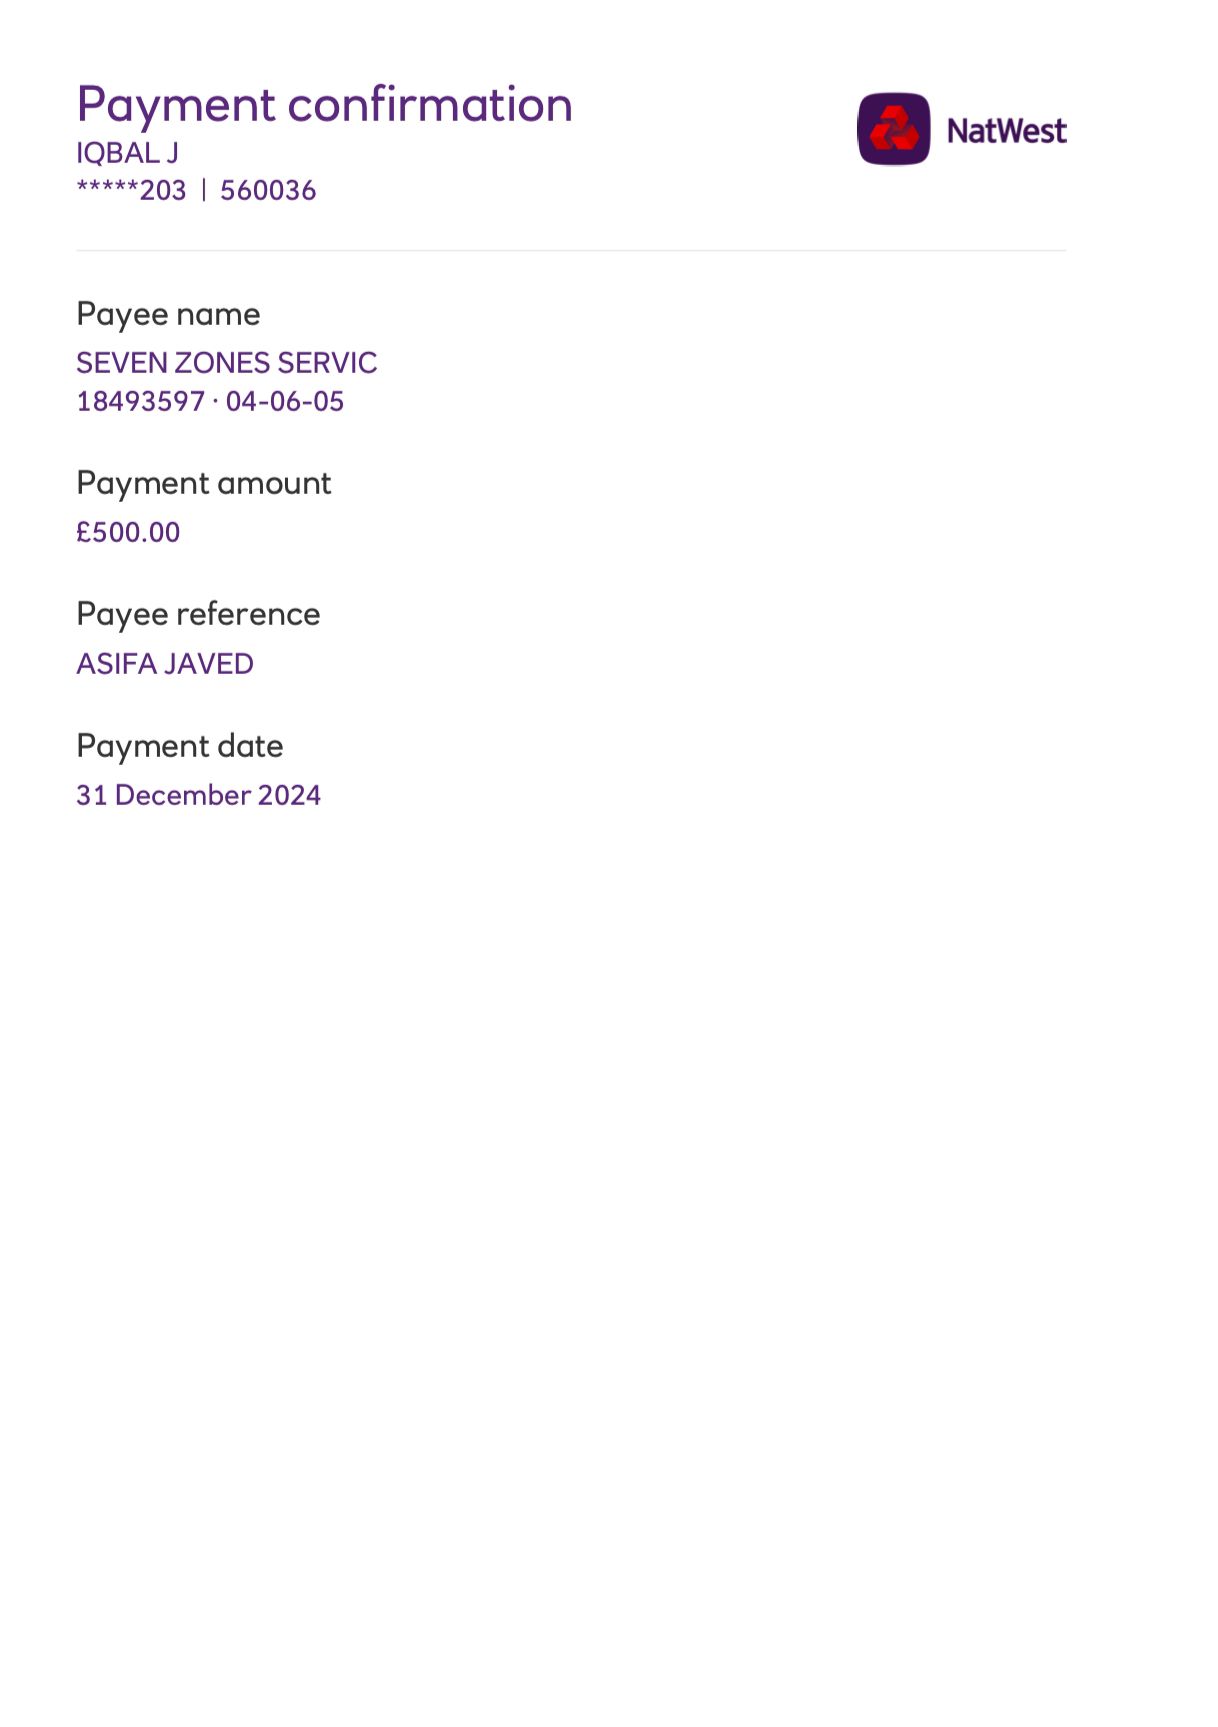 Payment confirmation
IQBAL J
*****203 | 560036
NatWest
Payee name
SEVEN ZONES SERVIC
18493597 · 04-06-05
Payment amount
£500.00
Payee reference
ASIFA JAVED
Payment date
31 December 2024